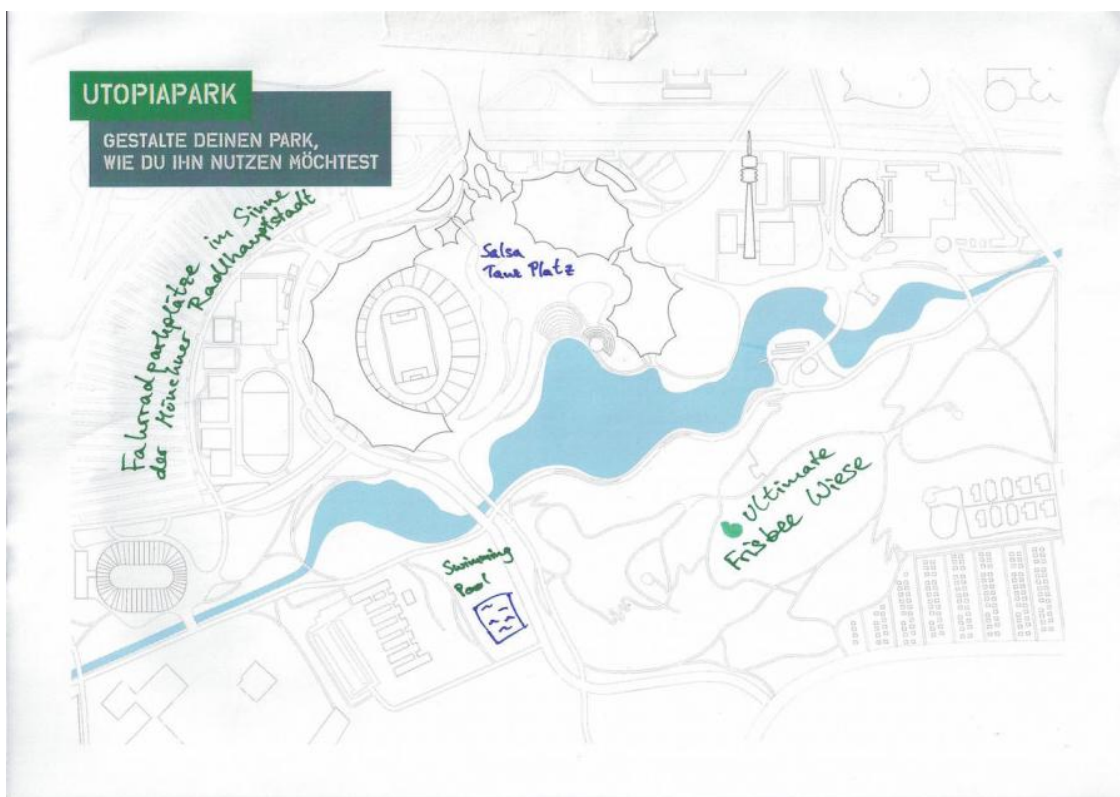 UTOPIAPARK
GESTALTE DEINEN PARK,
WIE DU IHN NUTZEN MÖCHTEST
Fahrradparkplätze im Sinne
der Münchner Radlhauptstadt
Salsa
Tanz Platz
Ultimate
Frisbee Wiese
Swimming
Pool